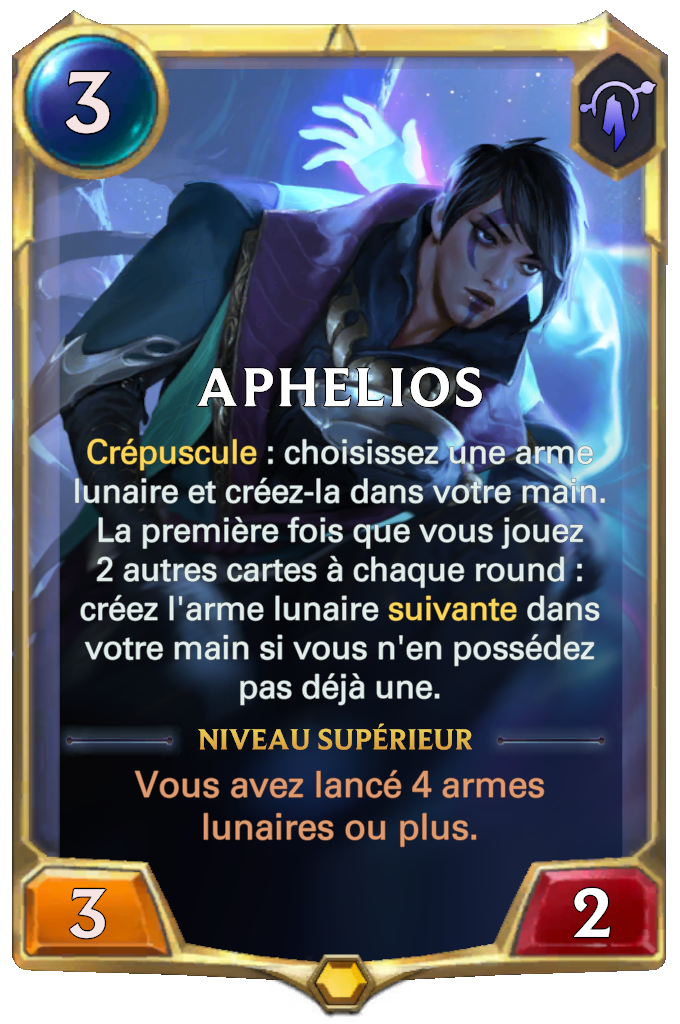 3
APHELIOS
Crépuscule : choisissez une arme
lunaire et créez-la dans votre main.
La première fois que vous jouez
2 autres cartes à chaque round :
créez l'arme lunaire suivante dans
votre main si vous n'en possédez
pas déjà une.
NIVEAU SUPÉRIEUR
Vous avez lancé 4 armes
lunaires ou plus.
3
2